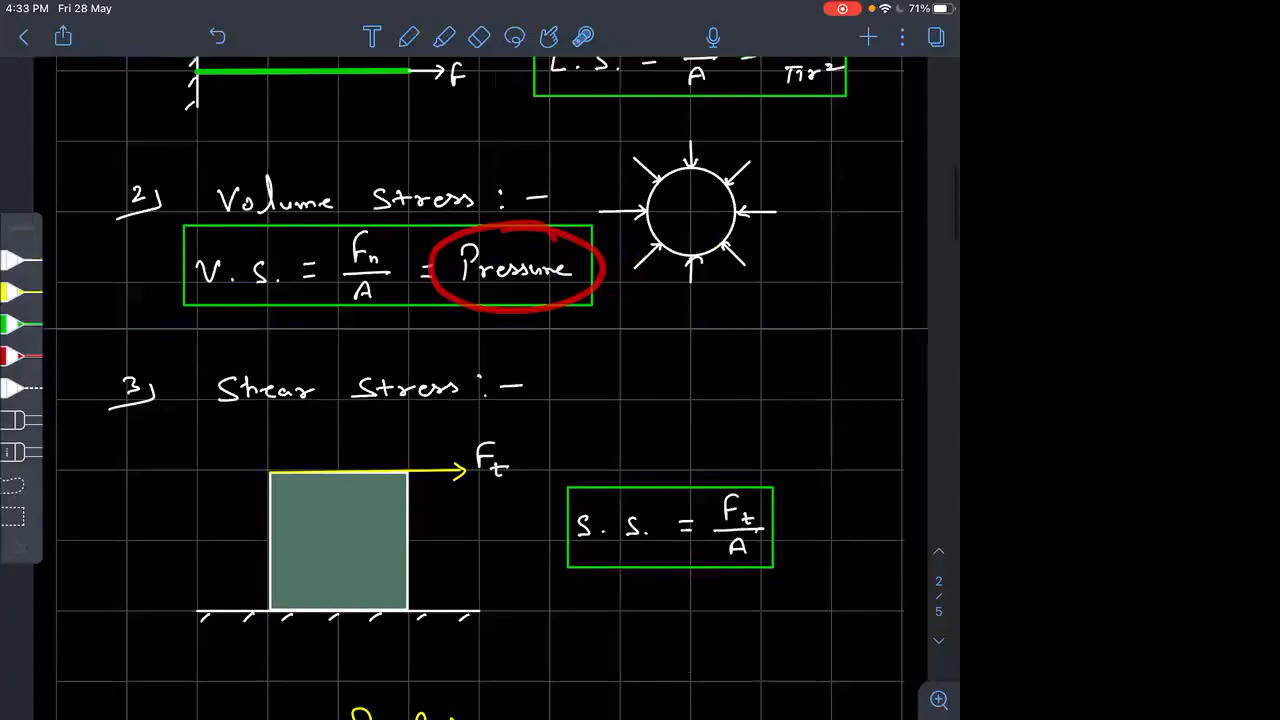 4:33 PM Fri 28 May
71%
T
F
L. S. = — =
A πr²
2) Volume Stress :-
V. S. = Fn/A = Pressure
3) Shear Stress :-
Ft
S. S. = Ft/A
2
/
5